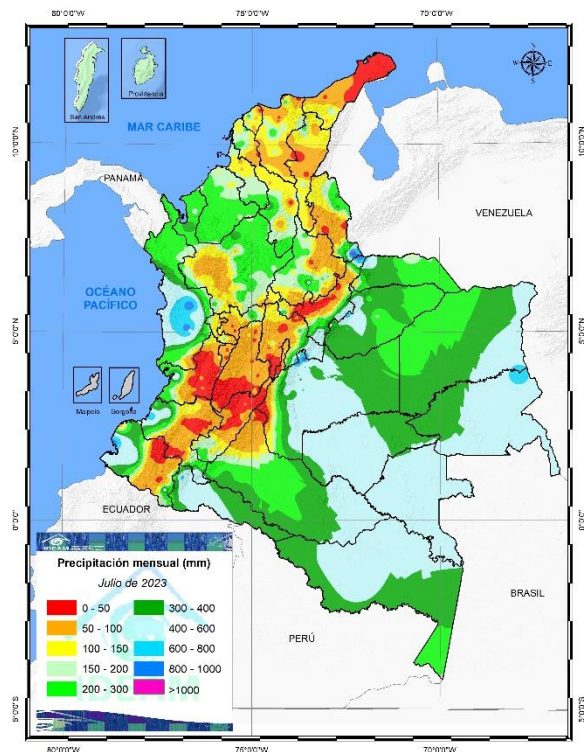 80°0'0"W
75°0'0"W
70°0'0"W
San Andrés
Providencia
N
W
E
S
MAR CARIBE
10°0'0"N
10°0'0"N
PANAMÁ
VENEZUELA
OCÉANO
PACÍFICO
5°0'0"N
5°0'0"N
Malpelo
Gorgona
ECUADOR
0°0'0"
0°0'0"
IDEAM
Precipitación mensual (mm)
Julio de 2023
0 - 50
300 - 400
50 - 100
400 - 600
100 - 150
600 - 800
150 - 200
800 - 1000
200 - 300
>1000
IDEAM
BRASIL
PERÚ
5°0'0"S
5°0'0"S
80°0'0"W
75°0'0"W
70°0'0"W